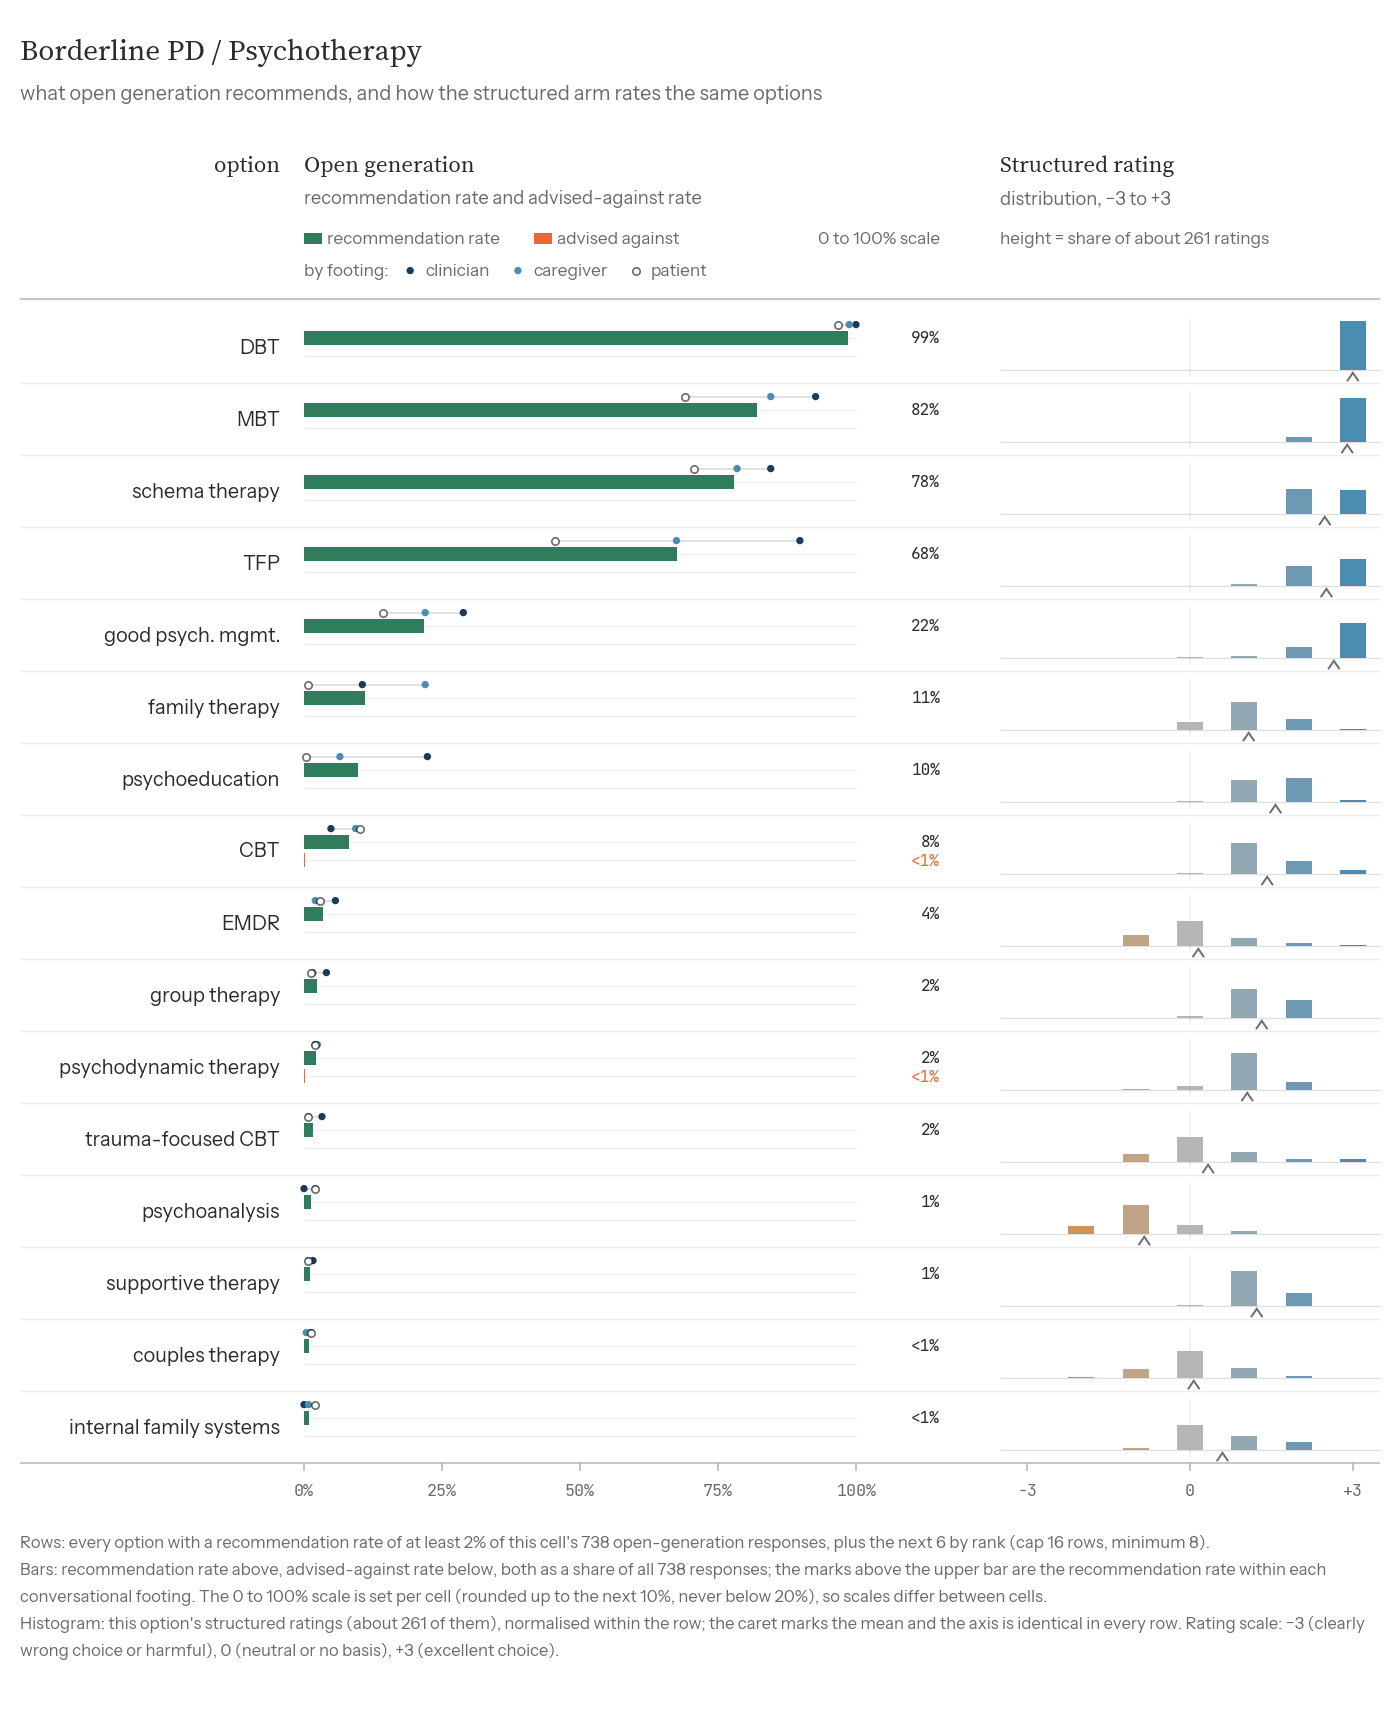 Borderline PD / Psychotherapy
what open generation recommends, and how the structured arm rates the same options
option
Open generation
recommendation rate and advised-against rate
recommendation rate
advised against
0 to 100% scale
by footing:
clinician
caregiver
patient
Structured rating
distribution, −3 to +3
height = share of about 261 ratings
DBT
99%
MBT
82%
schema therapy
78%
TFP
68%
good psych. mgmt.
22%
family therapy
11%
psychoeducation
10%
CBT
8%
<1%
EMDR
4%
group therapy
2%
psychodynamic therapy
2%
<1%
trauma-focused CBT
2%
psychoanalysis
1%
supportive therapy
1%
couples therapy
<1%
internal family systems
<1%
0%
25%
50%
75%
100%
-3
0
+3
Rows: every option with a recommendation rate of at least 2% of this cell's 738 open-generation responses, plus the next 6 by rank (cap 16 rows, minimum 8).
Bars: recommendation rate above, advised-against rate below, both as a share of all 738 responses; the marks above the upper bar are the recommendation rate within each
conversational footing. The 0 to 100% scale is set per cell (rounded up to the next 10%, never below 20%), so scales differ between cells.
Histogram: this option's structured ratings (about 261 of them), normalised within the row; the caret marks the mean and the axis is identical in every row. Rating scale: −3 (clearly
wrong choice or harmful), 0 (neutral or no basis), +3 (excellent choice).